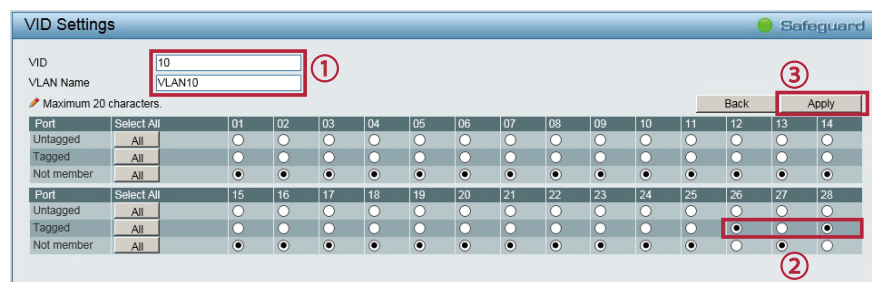 VID Settings Safeguard
VID 10
VLAN Name VLAN10
①
③
Maximum 20 characters.
Back Apply
Port Select All 01 02 03 04 05 06 07 08 09 10 11 12 13 14
Untagged All
Tagged All
Not member All
Port Select All 15 16 17 18 19 20 21 22 23 24 25 26 27 28
Untagged All
Tagged All
Not member All
②